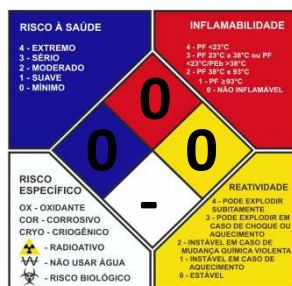 RISCO À SAÚDE
4 - EXTREMO
3 - SÉRIO
2 - MODERADO
1 - SUAVE
0 - MÍNIMO
INFLAMABILIDADE
4 - PF <23°C
3 - PF 23°C e 38°C ou PF
<23°C/PEb >38°C
2 - PF 38°C e 93°C
1 - PF ≥93°C
0 - NÃO INFLAMÁVEL
0
0
0
-
RISCO
ESPECÍFICO
OX - OXIDANTE
COR - CORROSIVO
CRYO - CRIOGÊNICO
- RADIOATIVO
W - NÃO USAR ÁGUA
- RISCO BIOLÓGICO
REATIVIDADE
4 - PODE EXPLODIR
SUBITAMENTE
3 - PODE EXPLODIR EM
CASO DE CHOQUE OU
AQUECIMENTO
2 - INSTÁVEL EM CASO DE
MUDANÇA QUÍMICA VIOLENTA
1 - INSTÁVEL EM CASO DE
AQUECIMENTO
0 - ESTÁVEL